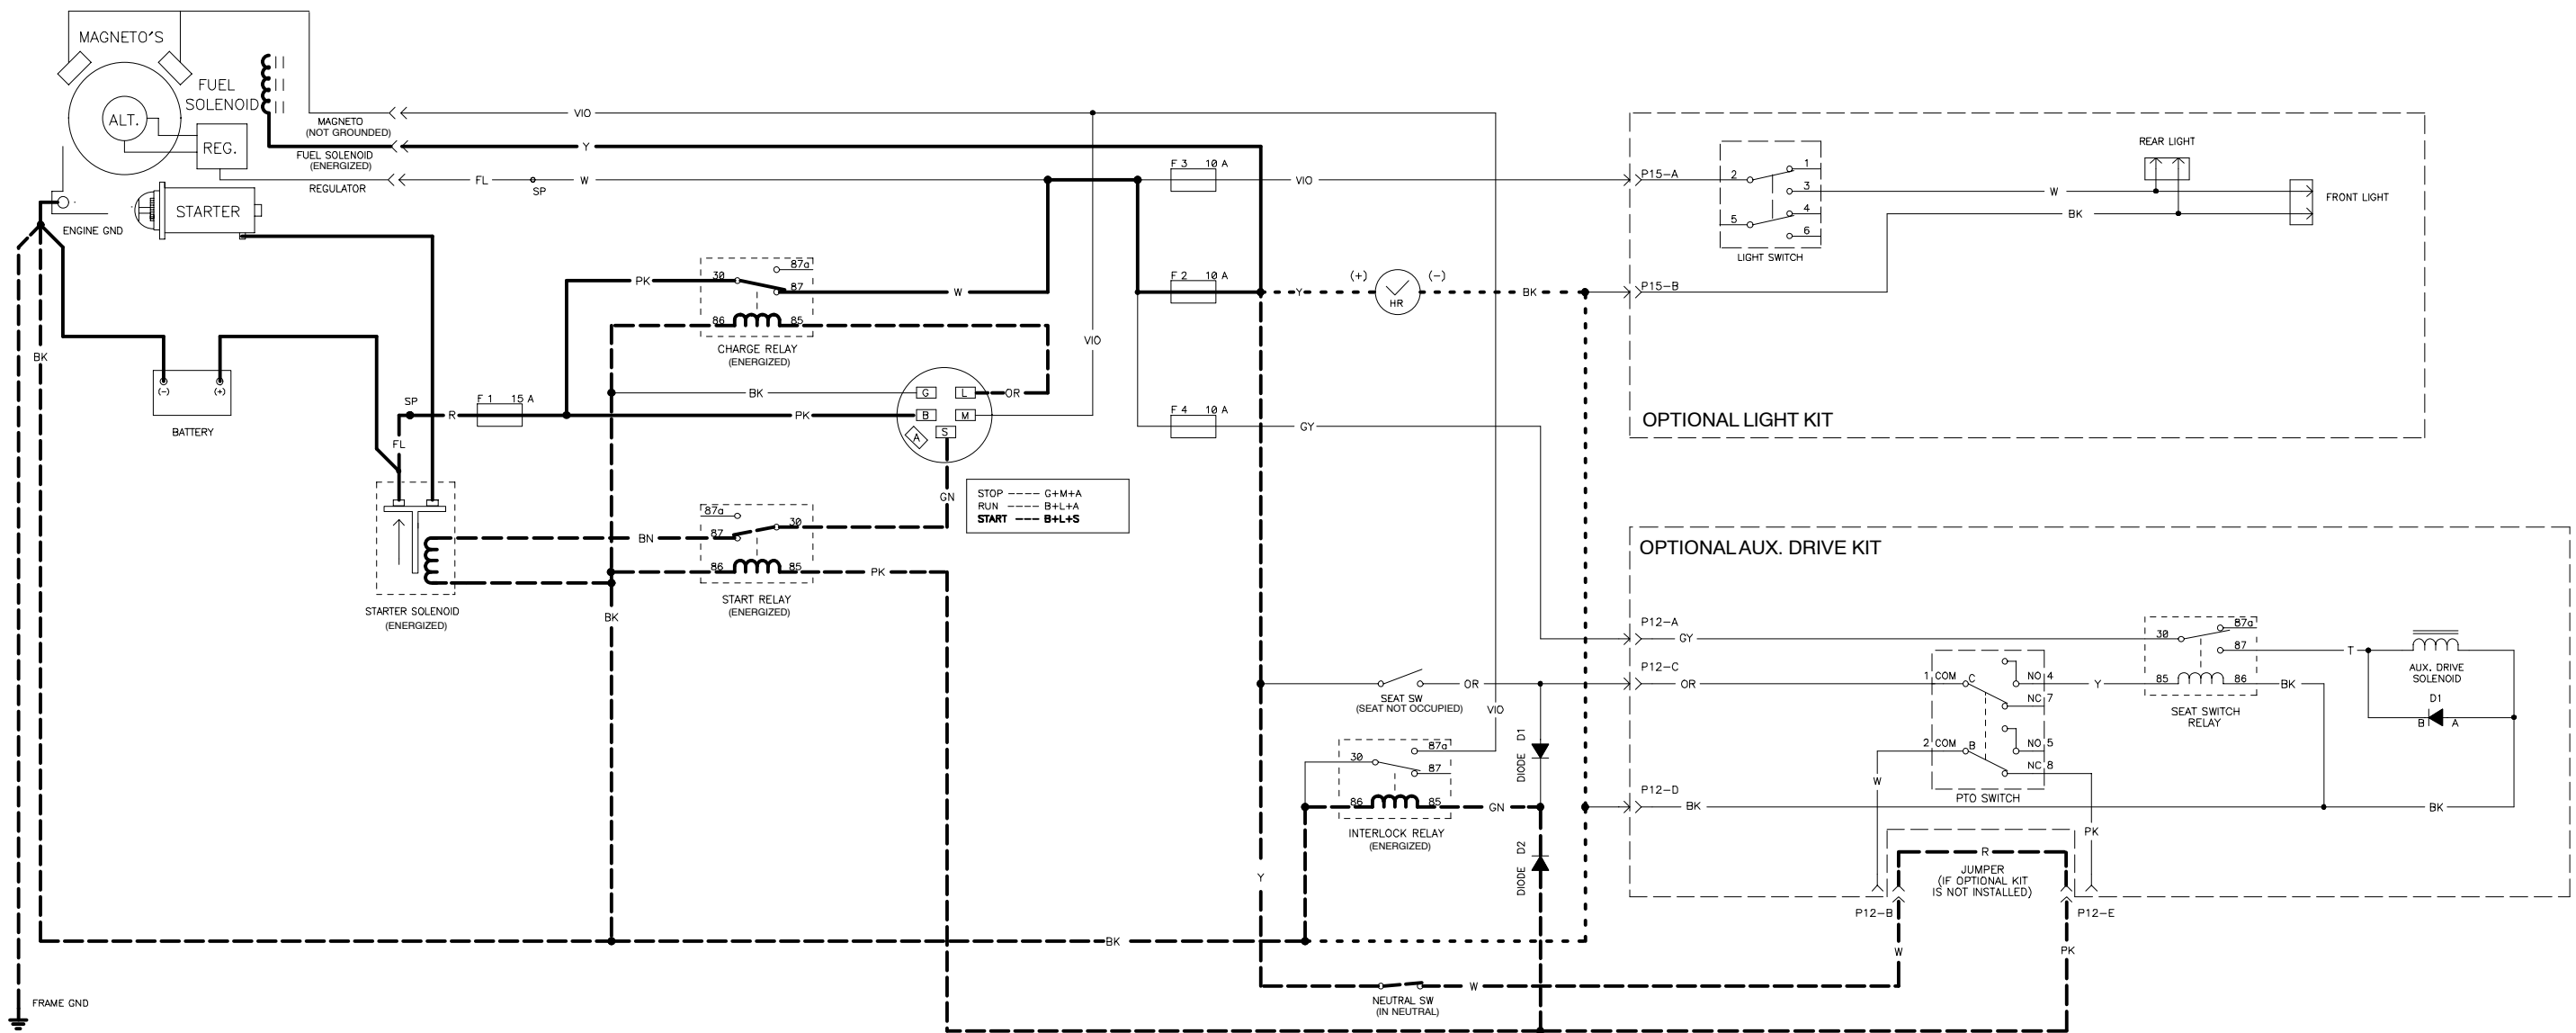 MAGNETO'S
FUEL
SOLENOID
ALT.
REG.
MAGNETO
(NOT GROUNDED)
VIO
FUEL SOLENOID
(ENERGIZED)
Y
REGULATOR
FL
SP
W
STARTER
ENGINE GND
BK
(-)
(+)
BATTERY
SP
R
F 1 15 A
FL
PK
30
87a
87
W
86
85
CHARGE RELAY
(ENERGIZED)
BK
G
L
OR
PK
B
M
A
S
GN
VIO
STOP ---- G+M+A
RUN ---- B+L+A
START --- B+L+S
87a
30
87
BN
86
85
PK
START RELAY
(ENERGIZED)
STARTER SOLENOID
(ENERGIZED)
BK
FRAME GND
BK
F 3 10 A
VIO
F 2 10 A
Y
(+)
(-)
HR
BK
F 4 10 A
GY
P15-A
2
1
3
5
4
6
LIGHT SWITCH
W
BK
REAR LIGHT
FRONT LIGHT
P15-B
OPTIONAL LIGHT KIT
OPTIONAL AUX. DRIVE KIT
SEAT SW
(SEAT NOT OCCUPIED)
OR
VIO
DIODE D1
30
87a
87
86
85
GN
INTERLOCK RELAY
(ENERGIZED)
DIODE D2
Y
NEUTRAL SW
(IN NEUTRAL)
W
P12-A
GY
P12-C
OR
P12-D
BK
1 COM
C
NO 4
NC 7
2 COM
B
NO 5
NC 8
PTO SWITCH
Y
30
87a
87
85
86
BK
SEAT SWITCH
RELAY
T
AUX. DRIVE
SOLENOID
D1
B
A
BK
W
PK
R
JUMPER
(IF OPTIONAL KIT
IS NOT INSTALLED)
P12-B
P12-E
W
PK